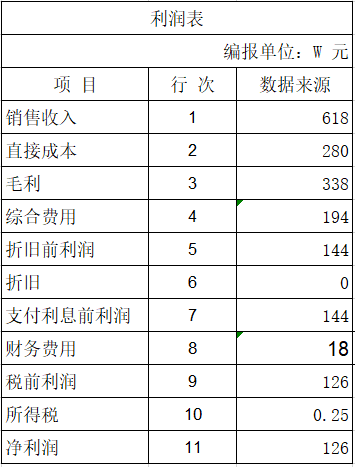 利润表
编报单位：W 元
项 目 行 次 数据来源
销售收入 1 618
直接成本 2 280
毛利 3 338
综合费用 4 194
折旧前利润 5 144
折旧 6 0
支付利息前利润 7 144
财务费用 8 18
税前利润 9 126
所得税 10 0.25
净利润 11 126